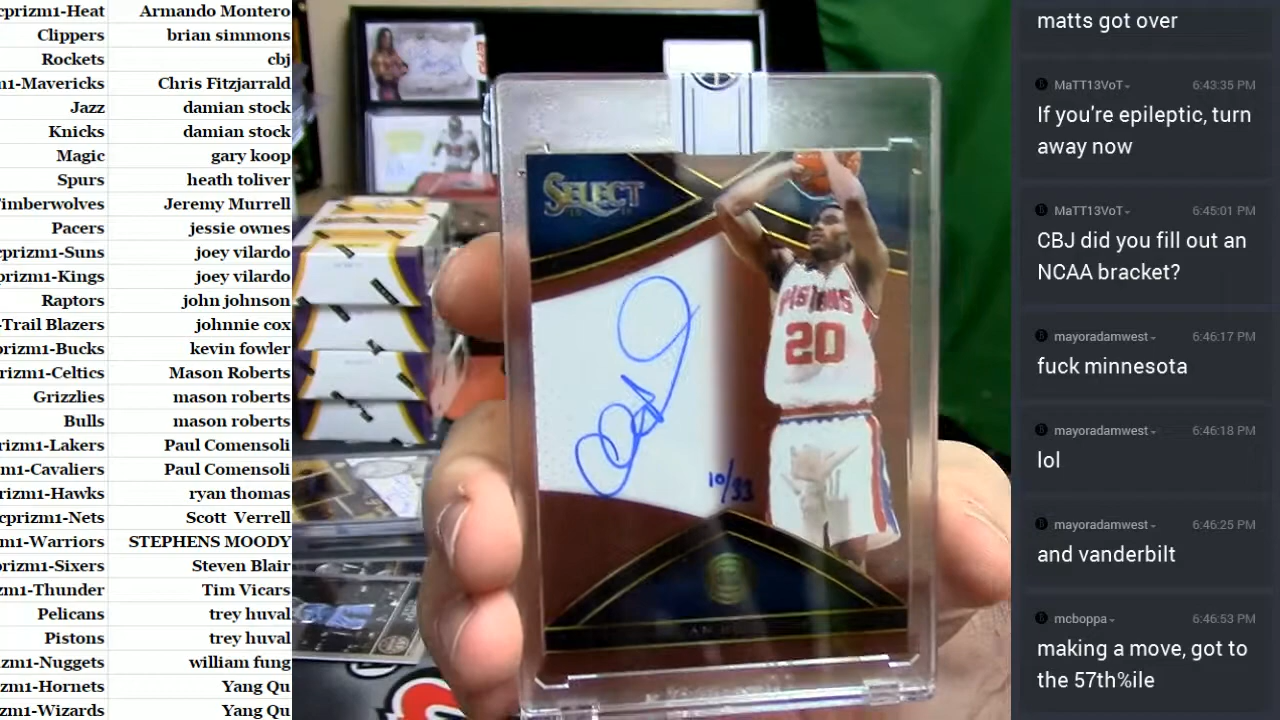 cprizm1-Heat Armando Montero
Clippers brian simmons
Rockets cbj
n1-Mavericks Chris Fitzjarrald
Jazz damian stock
Knicks damian stock
Magic gary koop
Spurs heath toliver
imberwolves Jeremy Murrell
Pacers jessie ownes
cprizm1-Suns joey vilardo
prizm1-Kings joey vilardo
Raptors john johnson
-Trail Blazers johnnie cox
orizm1-Bucks kevin fowler
rizm1-Celtics Mason Roberts
Grizzlies mason roberts
Bulls mason roberts
rizm1-Lakers Paul Comensoli
m1-Cavaliers Paul Comensoli
rizm1-Hawks ryan thomas
cprizm1-Nets Scott Verrell
m1-Warriors STEPHENS MOODY
orizm1-Sixers Steven Blair
zm1-Thunder Tim Vicars
Pelicans trey huval
Pistons trey huval
zm1-Nuggets william fung
zm1-Hornets Yang Qu
zm1-Wizards Yang Qu
SELECT
PISTONS
20
10/99
matts got over
MaTT13VoT 6:43:35 PM
If you're epileptic, turn
away now
MaTT13VoT 6:45:01 PM
CBJ did you fill out an
NCAA bracket?
mayoradamwest 6:46:17 PM
fuck minnesota
mayoradamwest 6:46:18 PM
lol
mayoradamwest 6:46:25 PM
and vanderbilt
mcboppa 6:46:53 PM
making a move, got to
the 57th%ile